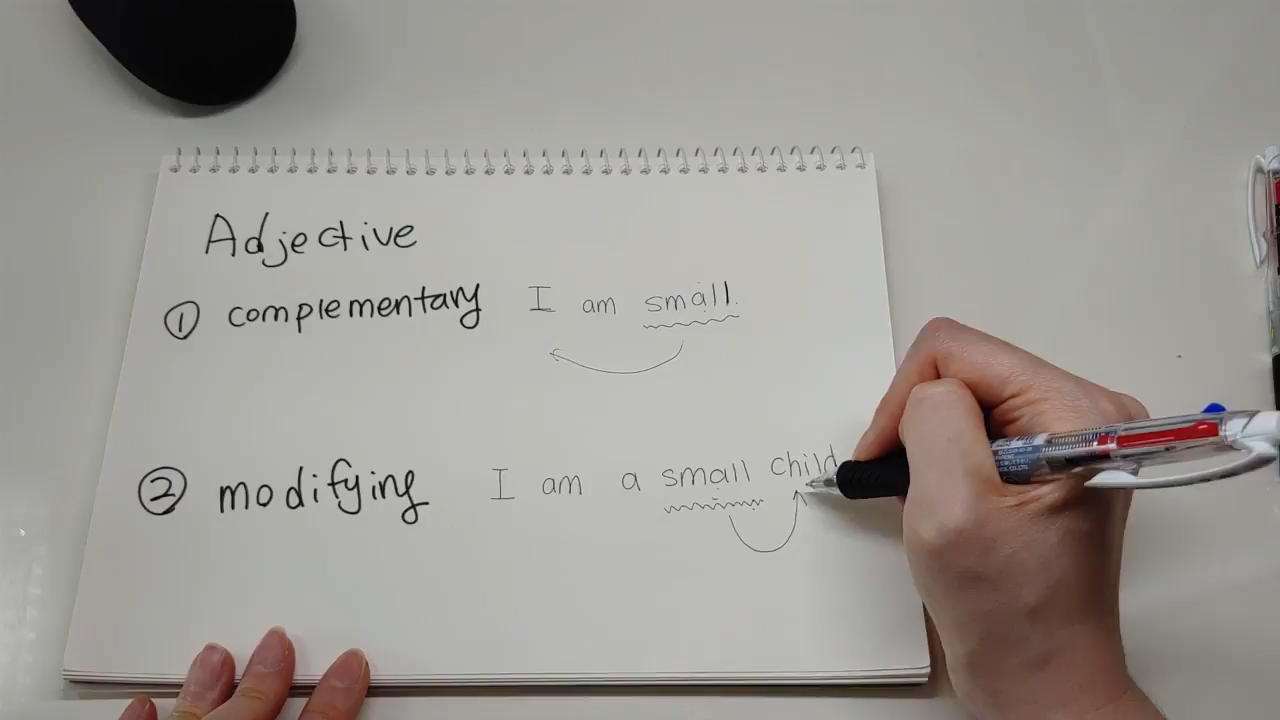 Adjective
① complementary I am small.
② modifying I am a small child